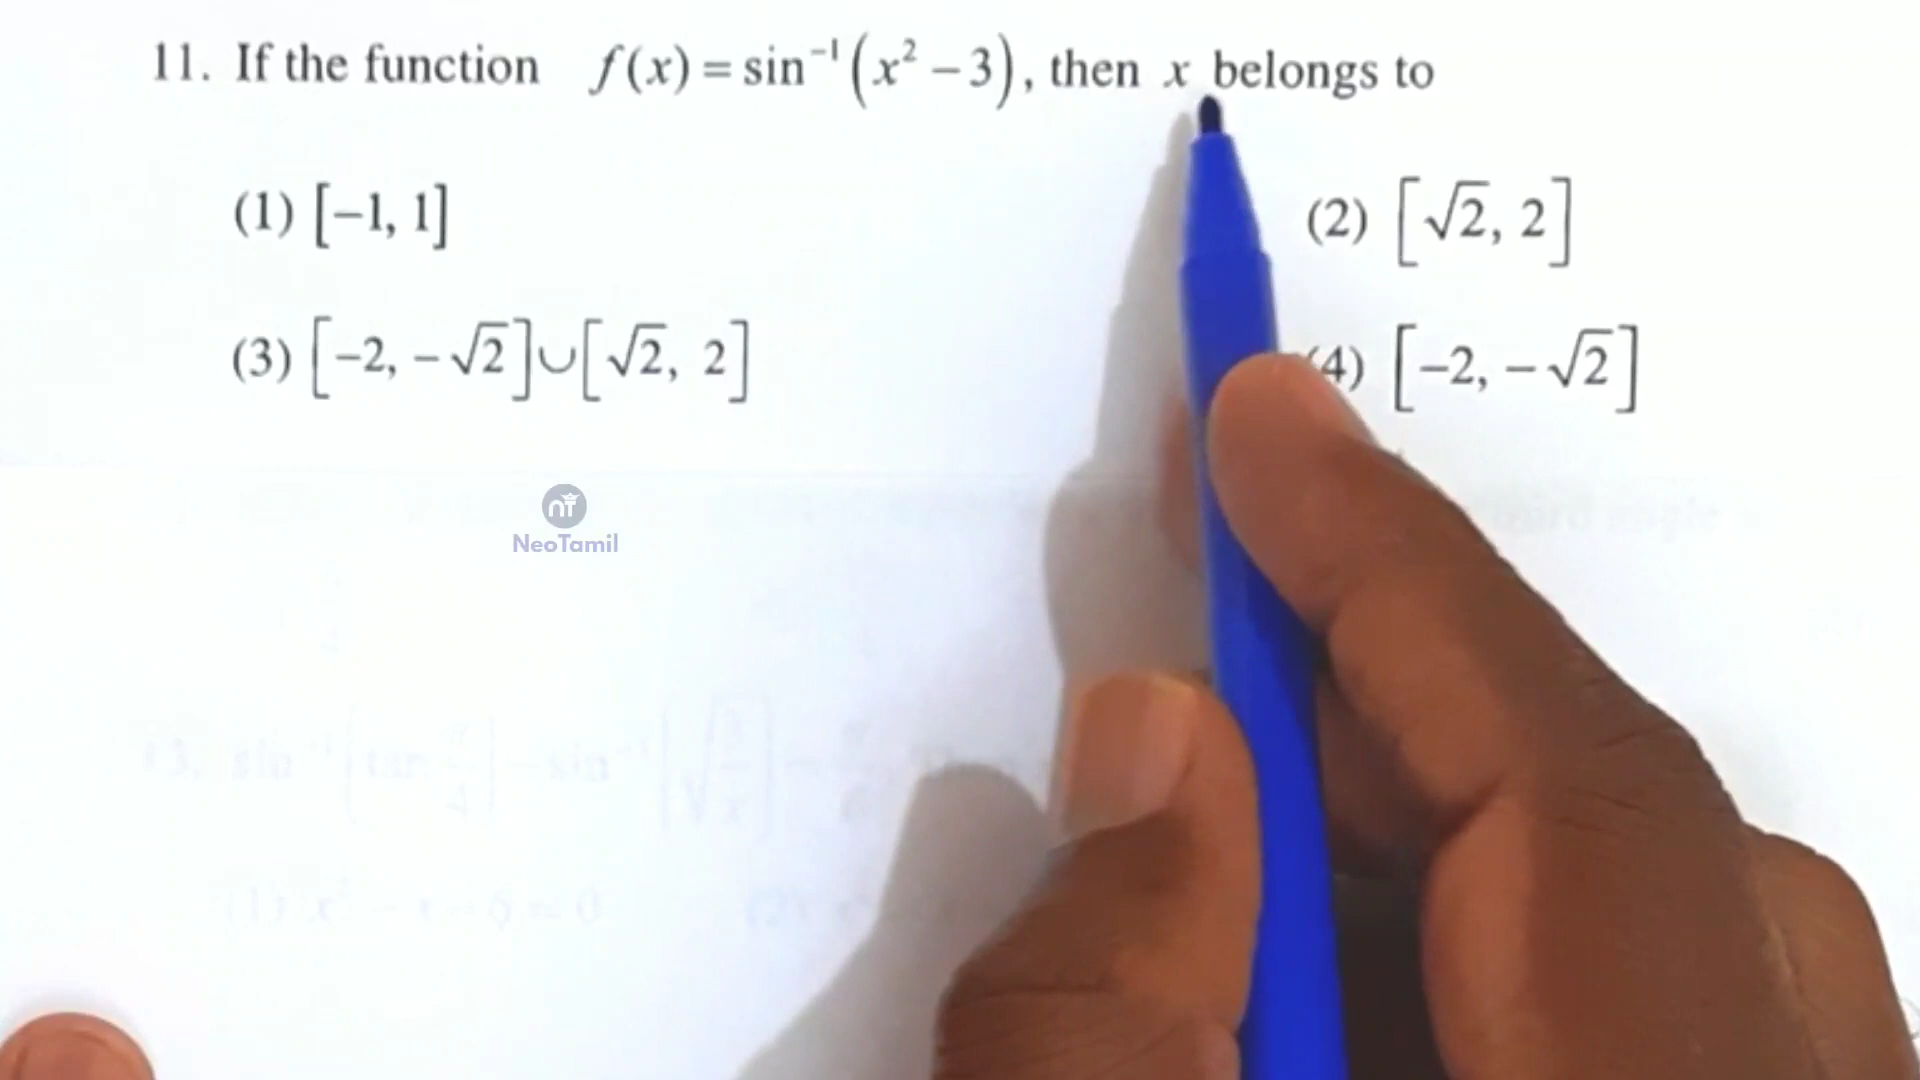 11. If the function f(x) = sin⁻¹(x² − 3), then x belongs to
(1) [−1, 1]
(2) [√2, 2]
(3) [−2, −√2]∪[√2, 2]
(4) [−2, −√2]
nT
NeoTamil